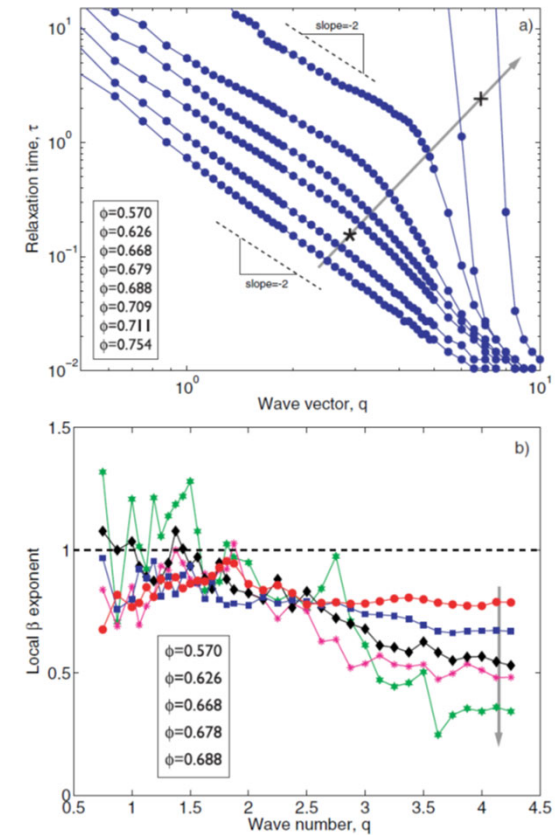 a)
slope=-2
10¹
10⁰
10⁻¹
10⁻²
Relaxation time, τ
+
*
ϕ=0.570
ϕ=0.626
ϕ=0.668
ϕ=0.679
ϕ=0.688
ϕ=0.709
ϕ=0.711
ϕ=0.754
slope=-2
10⁰
10¹
Wave vector, q
b)
1.5
1
0.5
0
Local β exponent
ϕ=0.570
ϕ=0.626
ϕ=0.668
ϕ=0.678
ϕ=0.688
0.5 1 1.5 2 2.5 3 3.5 4 4.5
Wave number, q